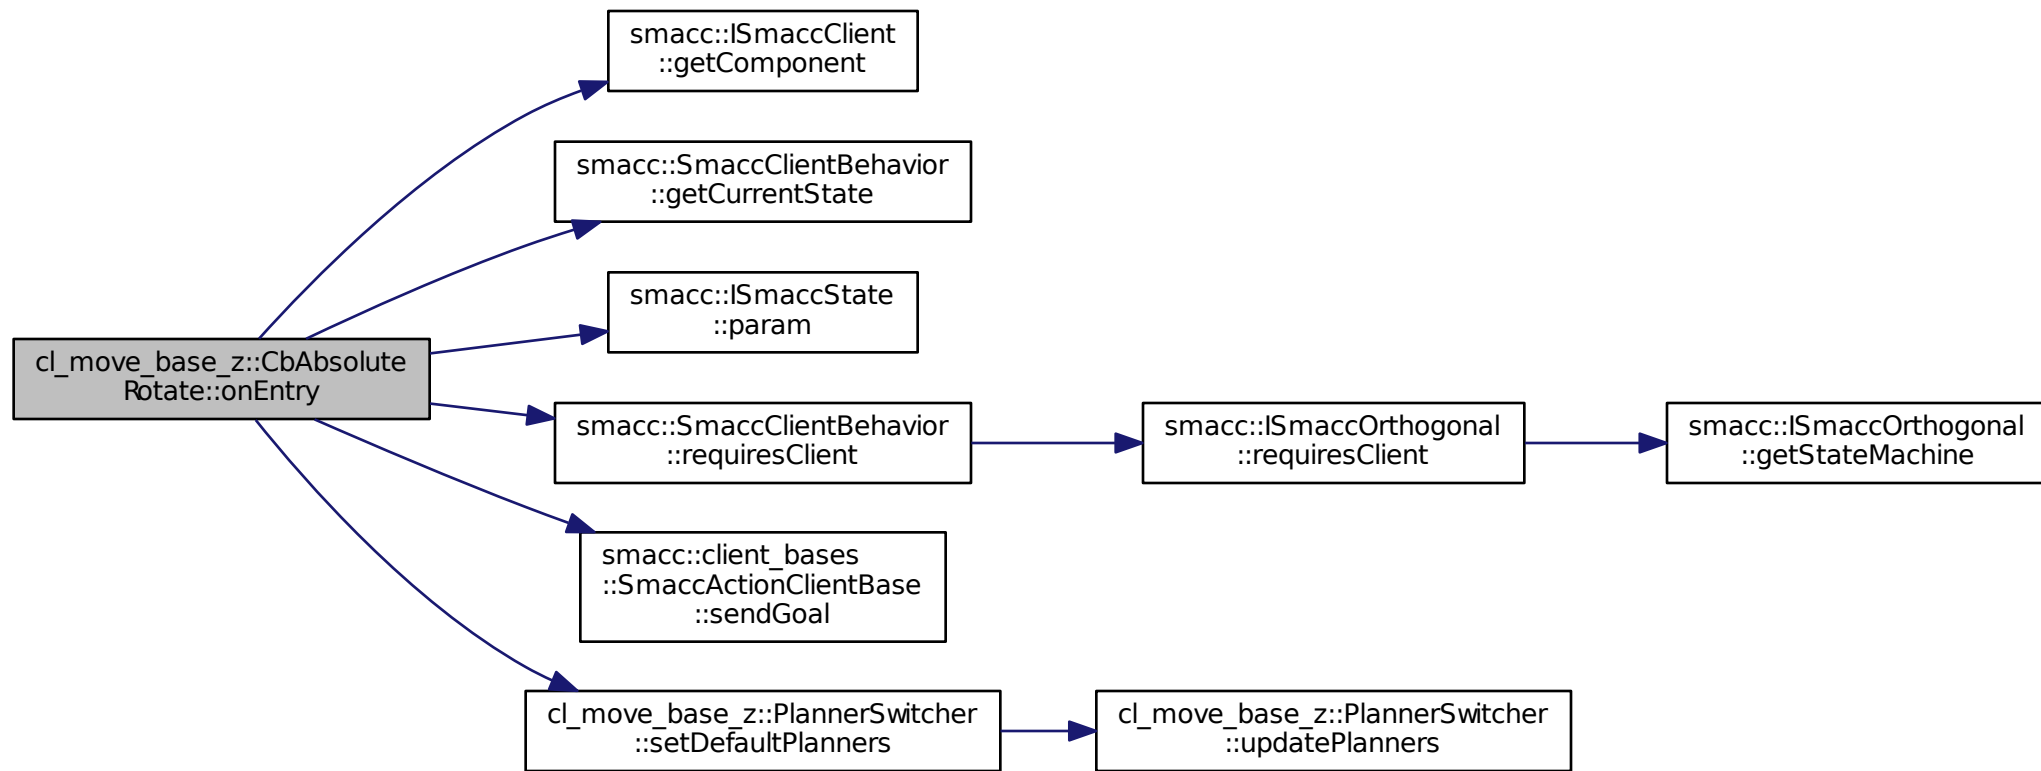 smacc::ISmaccClient
::getComponent
smacc::SmaccClientBehavior
::getCurrentState
smacc::ISmaccState
::param
cl_move_base_z::CbAbsolute
Rotate::onEntry
smacc::SmaccClientBehavior
::requiresClient
smacc::ISmaccOrthogonal
::requiresClient
smacc::ISmaccOrthogonal
::getStateMachine
smacc::client_bases
::SmaccActionClientBase
::sendGoal
cl_move_base_z::PlannerSwitcher
::setDefaultPlanners
cl_move_base_z::PlannerSwitcher
::updatePlanners